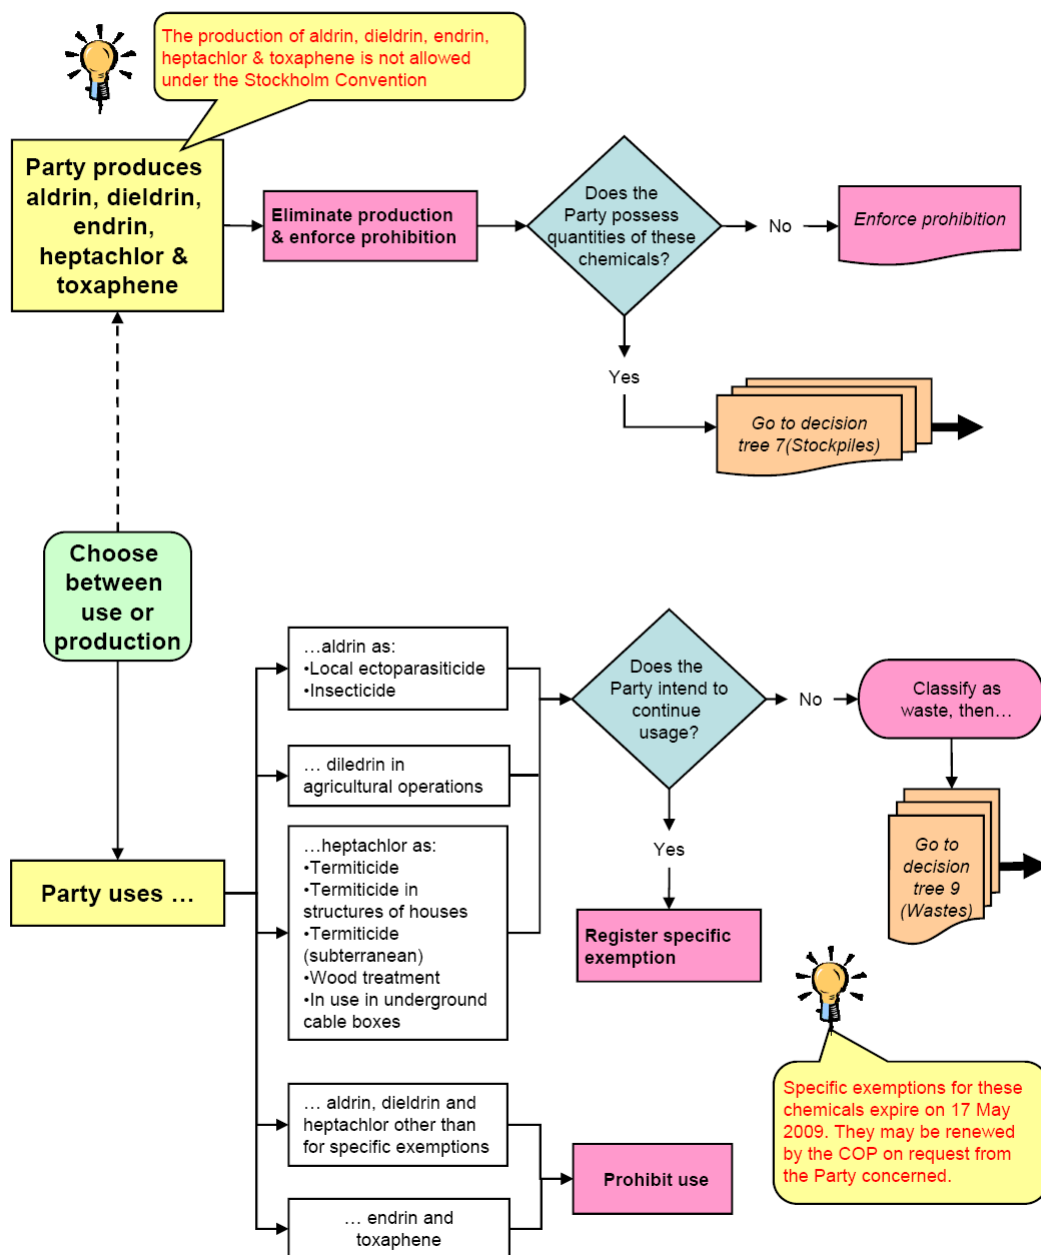 The production of aldrin, dieldrin, endrin,
heptachlor & toxaphene is not allowed
under the Stockholm Convention
Party produces
aldrin, dieldrin,
endrin,
heptachlor &
toxaphene
Eliminate production
& enforce prohibition
Does the
Party possess
quantities of these
chemicals?
No
Enforce prohibition
Yes
Go to decision
tree 7(Stockpiles)
Choose
between
use or
production
Party uses ...
...aldrin as:
•Local ectoparasiticide
•Insecticide
... diledrin in
agricultural operations
...heptachlor as:
•Termiticide
•Termiticide in
structures of houses
•Termiticide
(subterranean)
•Wood treatment
•In use in underground
cable boxes
... aldrin, dieldrin and
heptachlor other than
for specific exemptions
... endrin and
toxaphene
Does the
Party intend to
continue
usage?
No
Classify as
waste, then...
Go to
decision
tree 9
(Wastes)
Yes
Register specific
exemption
Prohibit use
Specific exemptions for these
chemicals expire on 17 May
2009. They may be renewed
by the COP on request from
the Party concerned.